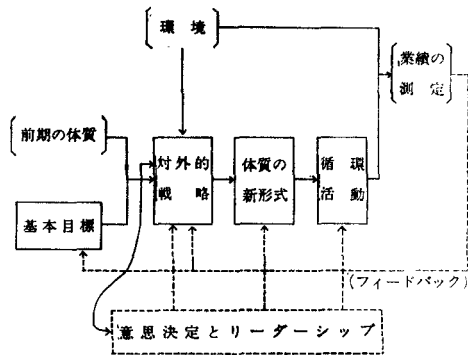 環境
業績の
測定
前期の体質
対外的
戦略
体質の
新形式
循環
活動
基本目標
(フィードバック)
意思決定とリーダーシップ